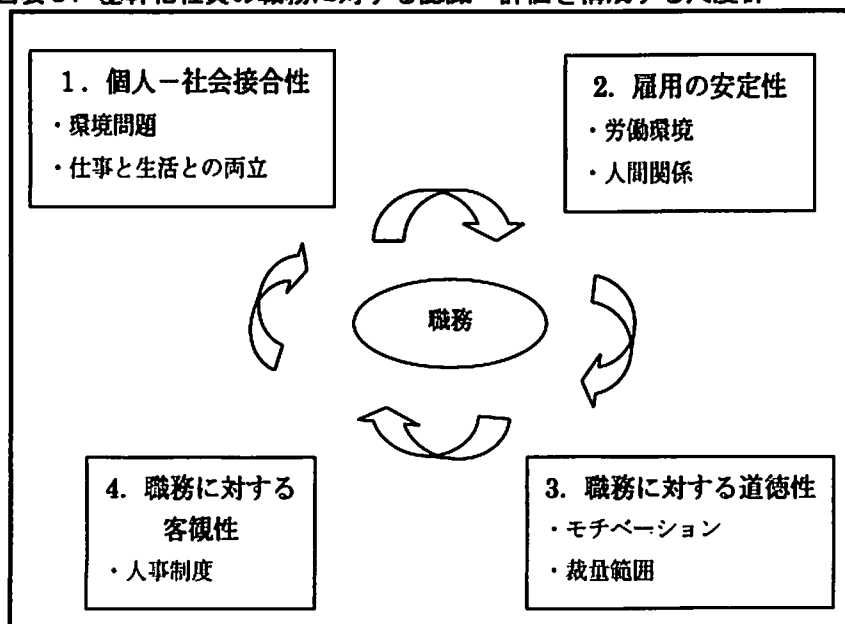 1．個人－社会接合性
・環境問題
・仕事と生活との両立
2．雇用の安定性
・労働環境
・人間関係
職務
4．職務に対する
客観性
・人事制度
3．職務に対する道徳性
・モチベーション
・裁量範囲